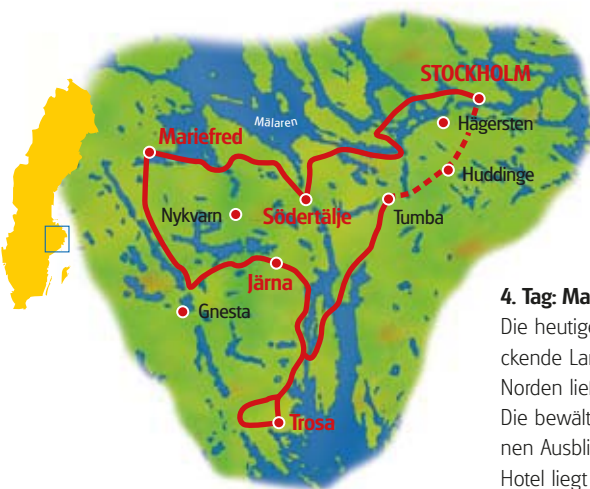 STOCKHOLM
Hägersten
Mälaren
Mariefred
Huddinge
Nykvarn
Södertälje
Tumba
Järna
Gnesta
Trosa
4. Tag: Ma
Die heutige
ckende Lar
Norden lie
Die bewält
nen Ausbli
Hotel liegt